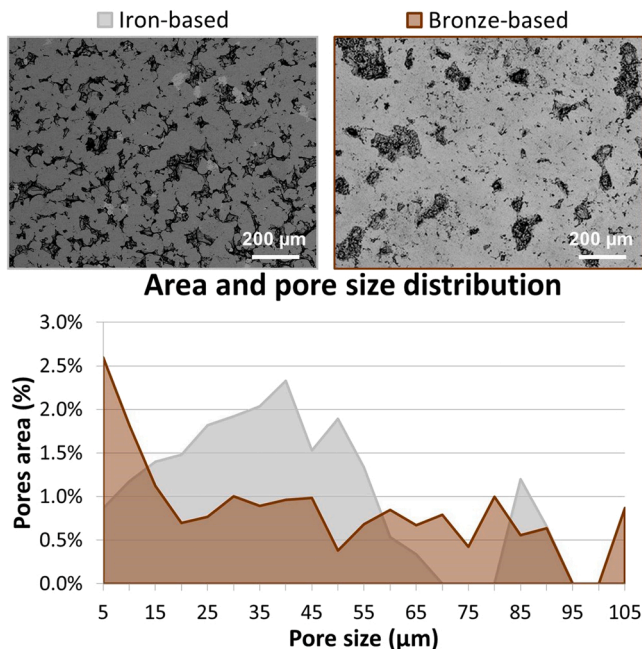 Iron-based
Bronze-based
200 µm
200 µm
Area and pore size distribution
3.0%
2.5%
2.0%
1.5%
1.0%
0.5%
0.0%
Pores area (%)
5 15 25 35 45 55 65 75 85 95 105
Pore size (µm)